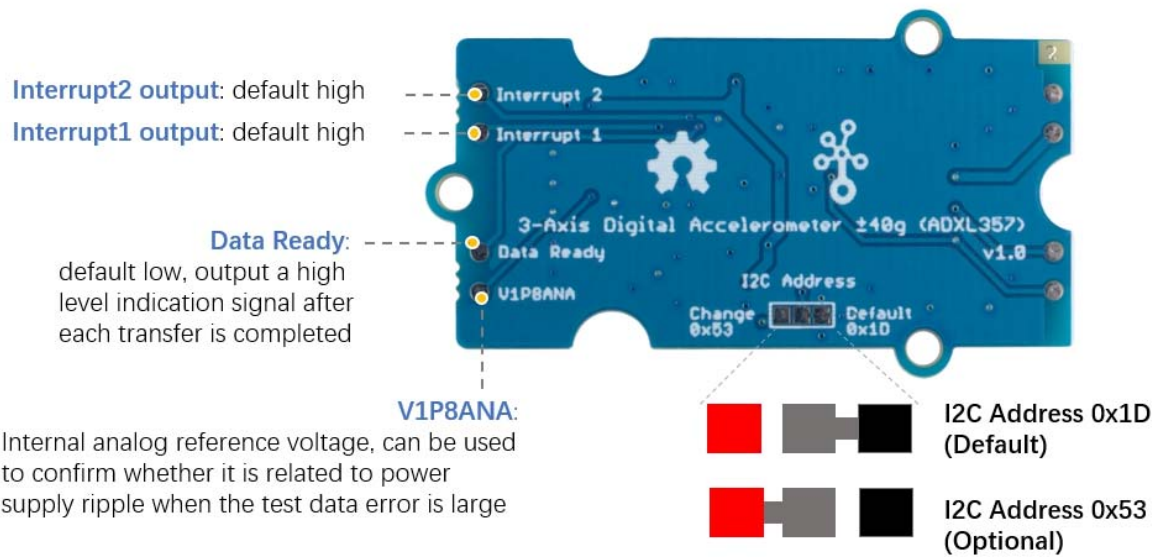 Interrupt2 output: default high
Interrupt1 output: default high
Data Ready:
default low, output a high
level indication signal after
each transfer is completed
V1P8ANA:
Internal analog reference voltage, can be used
to confirm whether it is related to power
supply ripple when the test data error is large
2
Interrupt 2
Interrupt 1
3-Axis Digital Accelerometer ±40g (ADXL357)
Data Ready
v1.0
V1P8ANA
I2C Address
Change
0x53
Default
0x1D
I2C Address 0x1D
(Default)
I2C Address 0x53
(Optional)